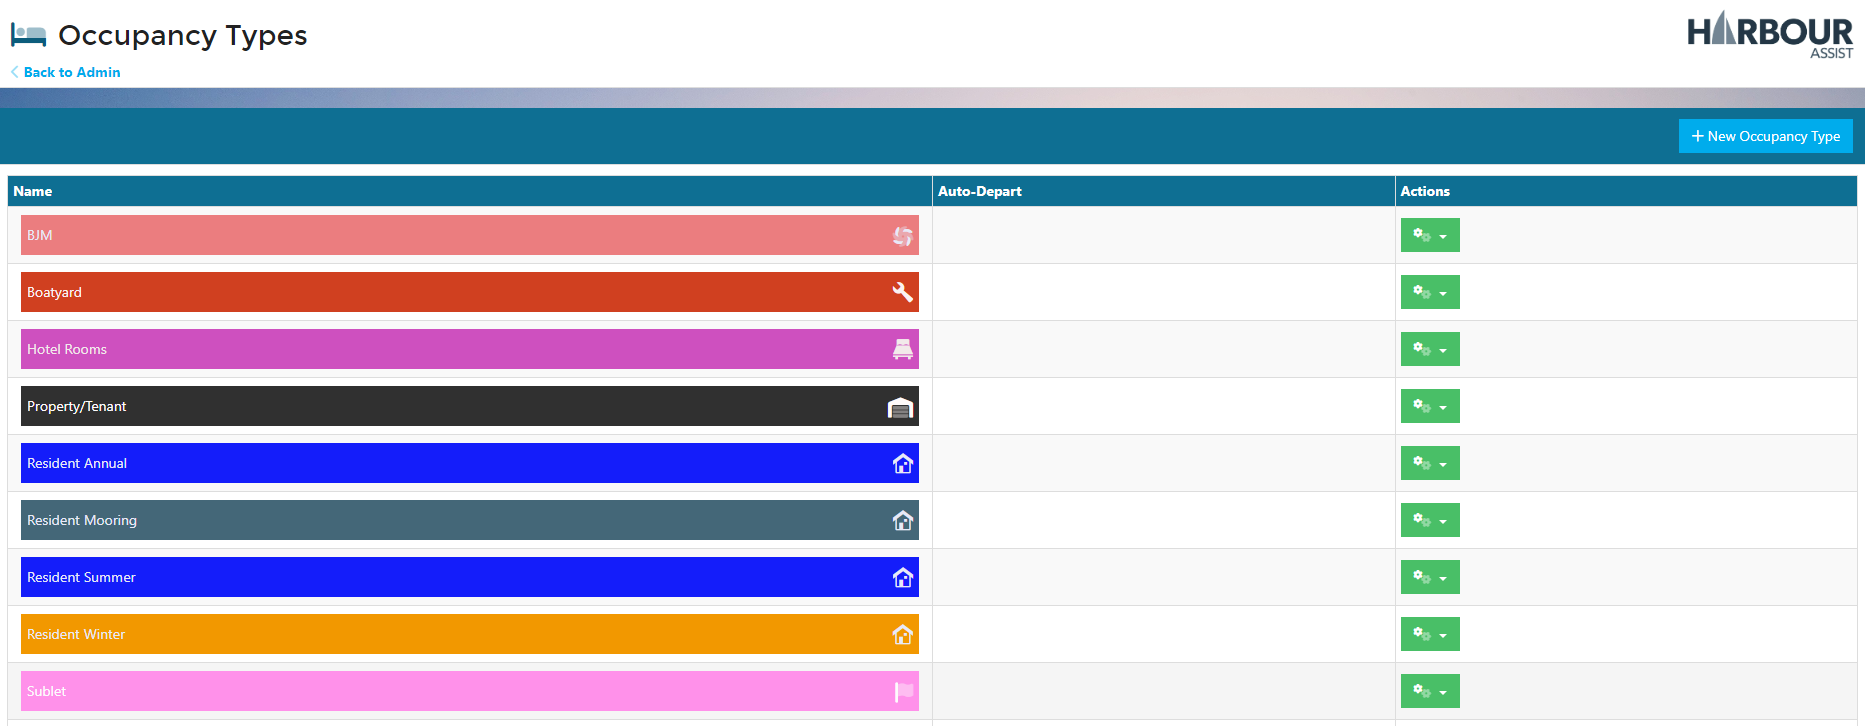 Occupancy Types
HARBOUR
ASSIST
Back to Admin
New Occupancy Type
Name Auto-Depart Actions
BJM
Boatyard
Hotel Rooms
Property/Tenant
Resident Annual
Resident Mooring
Resident Summer
Resident Winter
Sublet